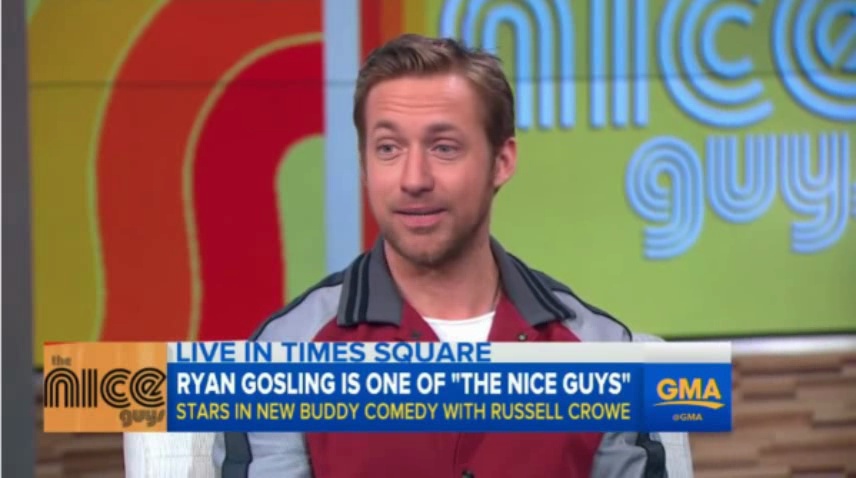 nice
guys
the
nice
guys
LIVE IN TIMES SQUARE
RYAN GOSLING IS ONE OF "THE NICE GUYS"
STARS IN NEW BUDDY COMEDY WITH RUSSELL CROWE
GMA
@GMA